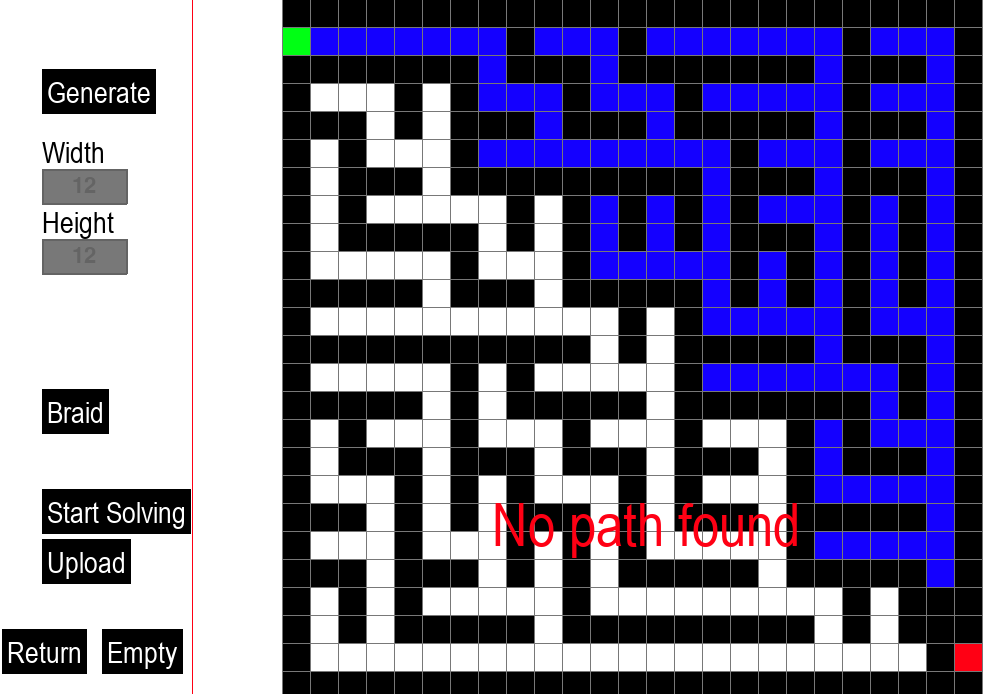 Generate
Width
12
Height
12
Braid
Start Solving
No path found
Upload
Return
Empty